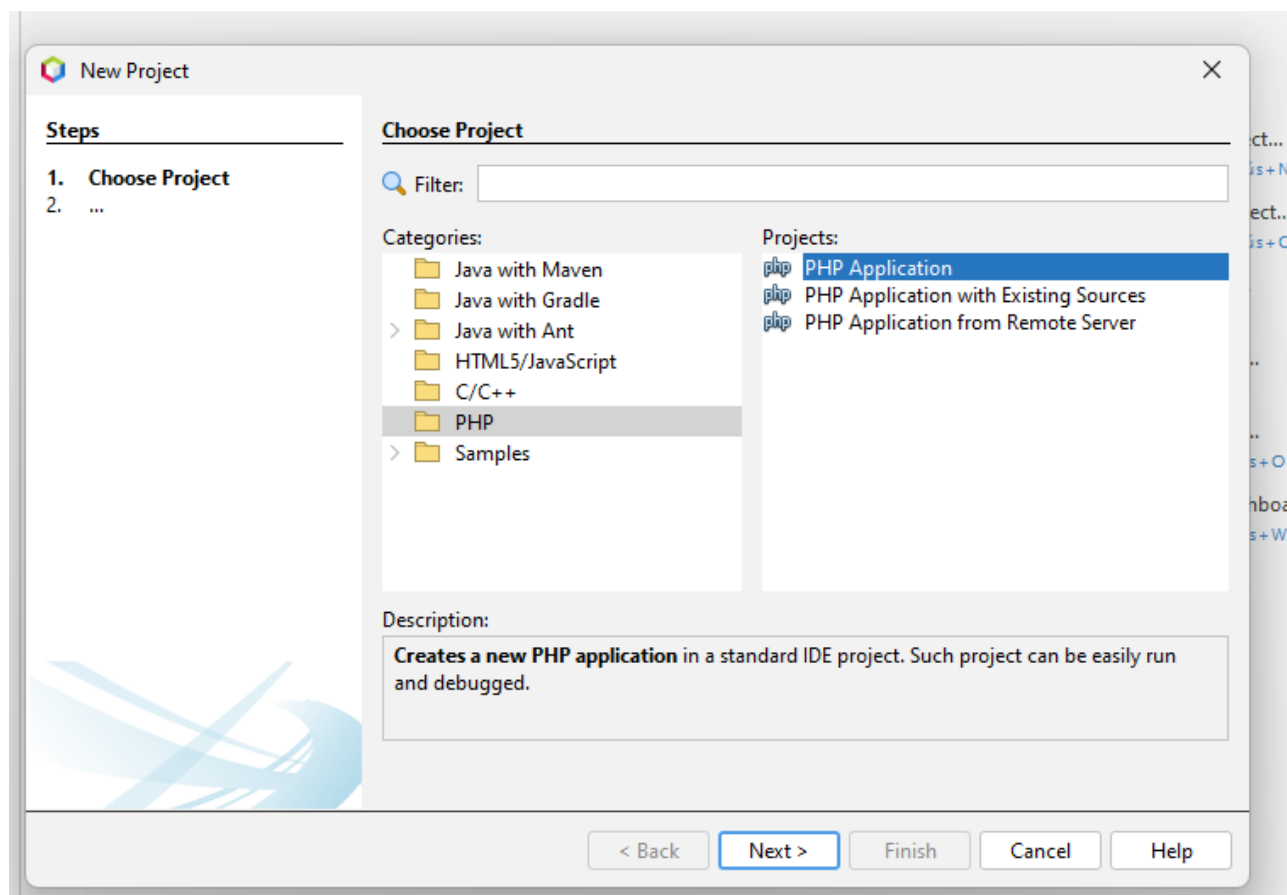 New Project
Steps
1. Choose Project
2. ...
Choose Project
Filter:
Categories:
Java with Maven
Java with Gradle
Java with Ant
HTML5/JavaScript
C/C++
PHP
Samples
Projects:
php PHP Application
php PHP Application with Existing Sources
php PHP Application from Remote Server
Description:
Creates a new PHP application in a standard IDE project. Such project can be easily run
and debugged.
< Back
Next >
Finish
Cancel
Help